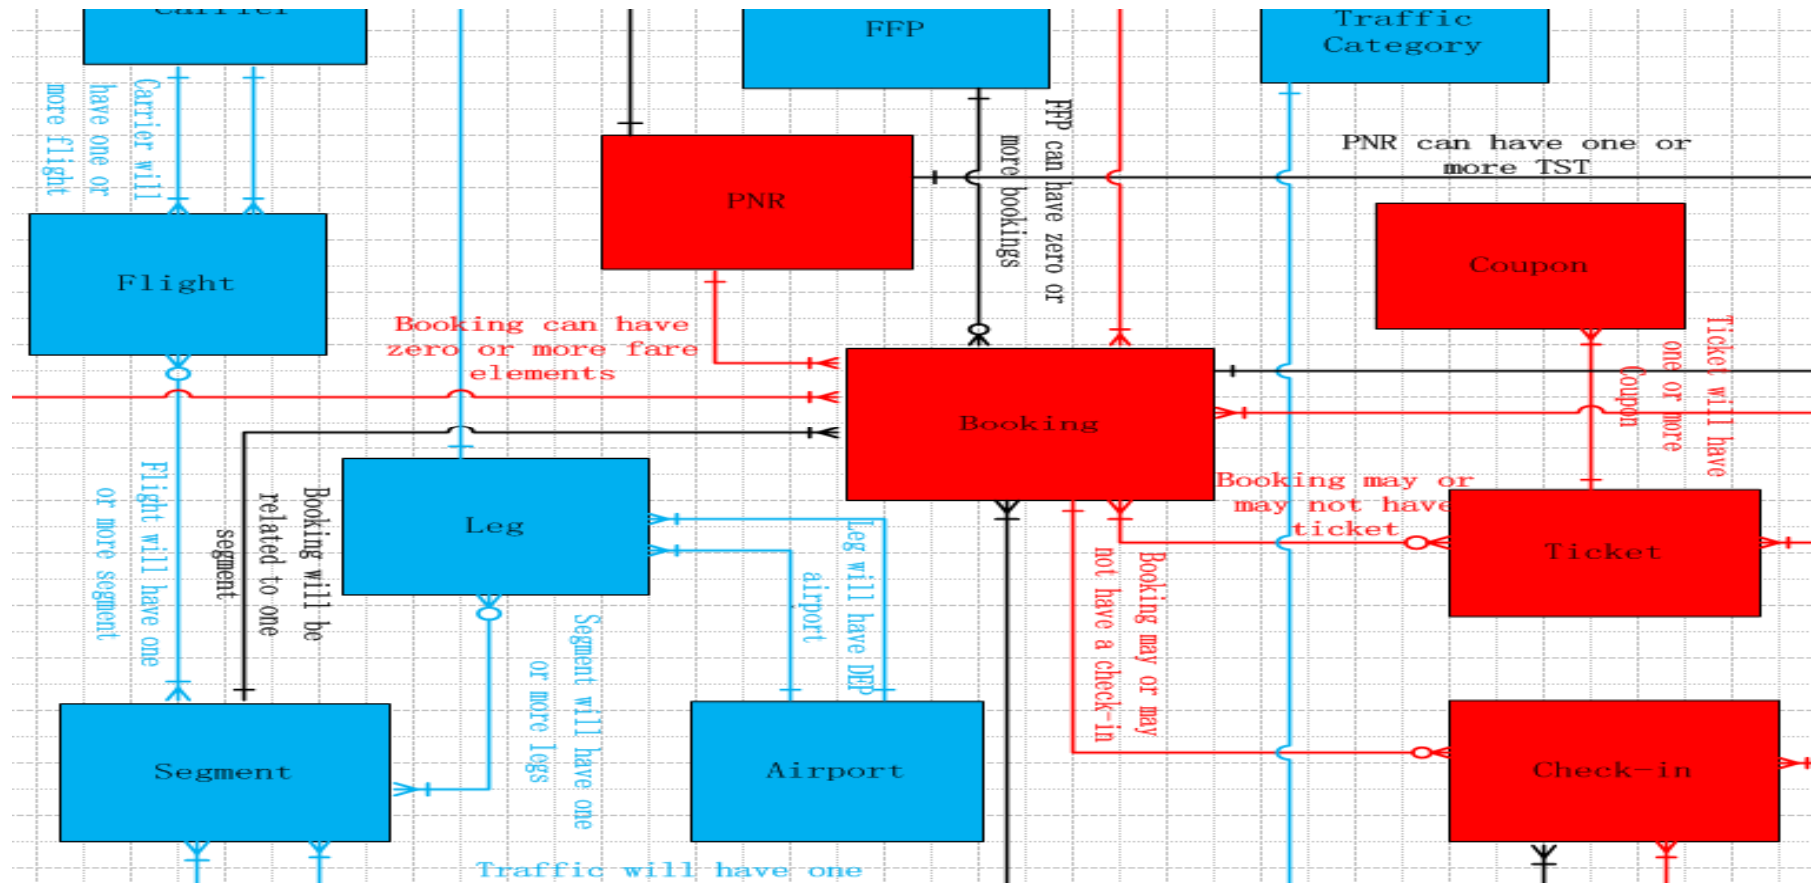 Carrier
FFP
Traffic
Category
Carrier will
have one or
more flight
FFP can have zero or
more bookings
PNR can have one or
more TST
PNR
Coupon
Flight
Booking can have
zero or more fare
elements
Ticket will have
one or more
Coupon
Booking
Flight will have one
or more segment
Booking will be
related to one
segment
Leg
Leg will have DEP
airport
Booking may or
may not have
ticket
Ticket
Booking may or may
not have a check-in
Segment will have one
or more logs
Segment
Airport
Check-in
Traffic will have one